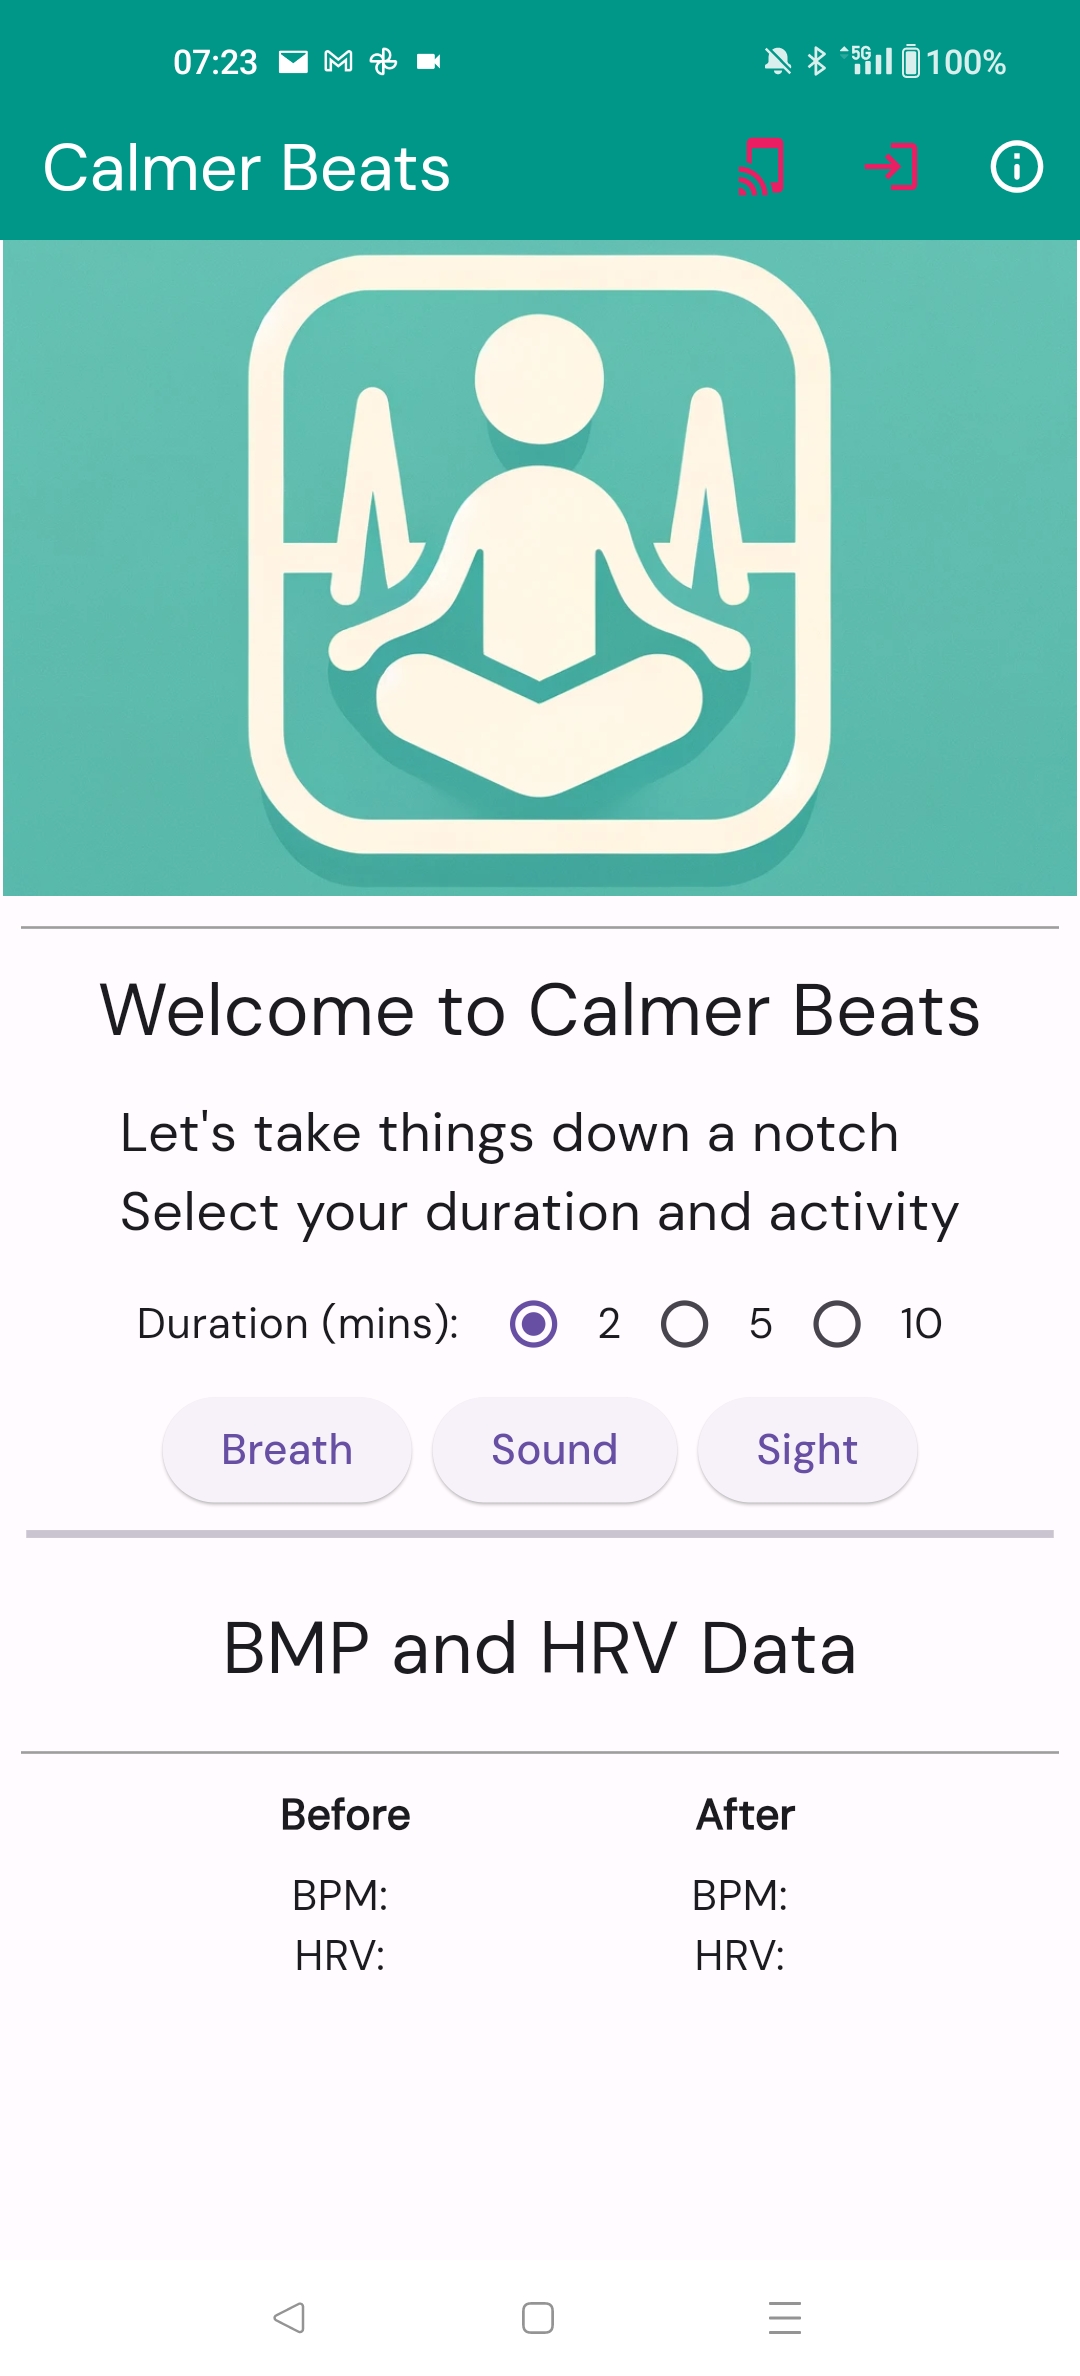 07:23 5G 100%
Calmer Beats
Welcome to Calmer Beats
Let's take things down a notch
Select your duration and activity
Duration (mins): 2 5 10
Breath Sound Sight
BMP and HRV Data
Before After
BPM: BPM:
HRV: HRV: